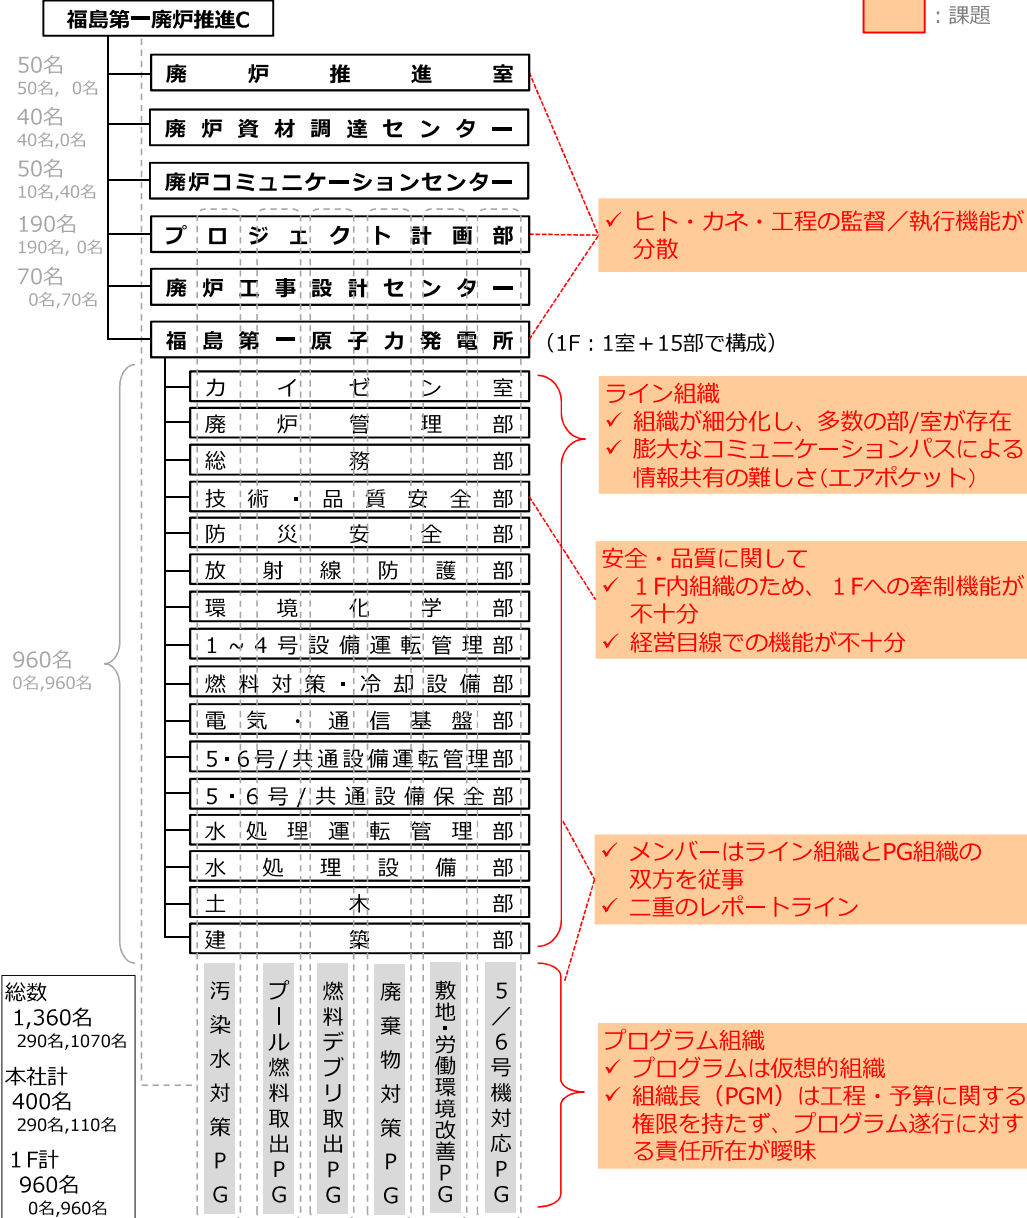 福島第一廃炉推進C
：課題
50名
50名, 0名
廃炉推進室
40名
40名,0名
廃炉資材調達センター
50名
10名,40名
廃炉コミュニケーションセンター
190名
190名, 0名
プロジェクト計画部
70名
0名,70名
廃炉工事設計センター
福島第一原子力発電所
（1F：1室＋15部で構成）
✓ ヒト・カネ・工程の監督／執行機能が
分散
960名
0名,960名
カイゼン室
廃炉管理部
総務部
技術・品質安全部
防災安全部
放射線防護部
環境化学部
1～4号設備運転管理部
燃料対策・冷却設備部
電気・通信基盤部
5・6号/共通設備運転管理部
5・6号/共通設備保全部
水処理運転管理部
水処理設備部
土木部
建築部
ライン組織
✓ 組織が細分化し、多数の部/室が存在
✓ 膨大なコミュニケーションパスによる
情報共有の難しさ（エアポケット）
安全・品質に関して
✓ １F内組織のため、１Fへの牽制機能が
不十分
✓ 経営目線での機能が不十分
✓ メンバーはライン組織とPG組織の
双方を従事
✓ 二重のレポートライン
総数
1,360名
290名,1070名
本社計
400名
290名,110名
１F計
960名
0名,960名
汚染水対策PG
プール燃料取出PG
燃料デブリ取出PG
廃棄物対策PG
敷地・労働環境改善PG
5／6号機対応PG
プログラム組織
✓ プログラムは仮想的組織
✓ 組織長（PGM）は工程・予算に関する
権限を持たず、プログラム遂行に対す
る責任所在が曖昧